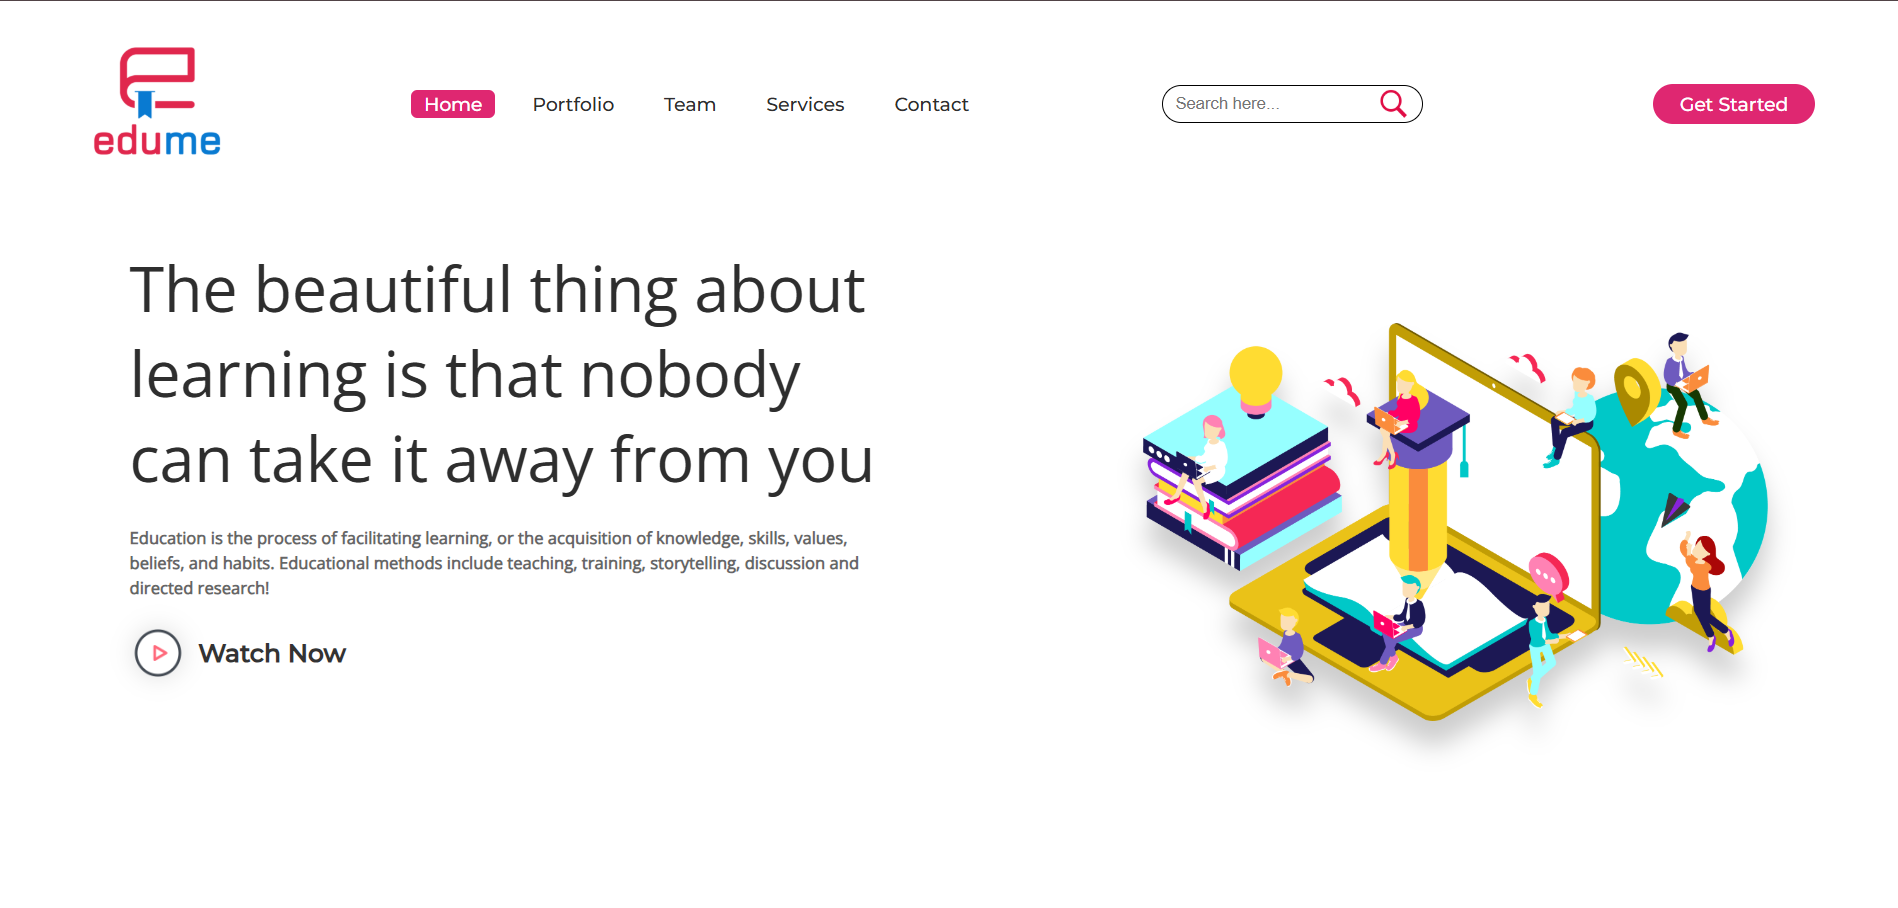 edume
Home Portfolio Team Services Contact
Search here...
Get Started
The beautiful thing about
learning is that nobody
can take it away from you
Education is the process of facilitating learning, or the acquisition of knowledge, skills, values,
beliefs, and habits. Educational methods include teaching, training, storytelling, discussion and
directed research!
Watch Now